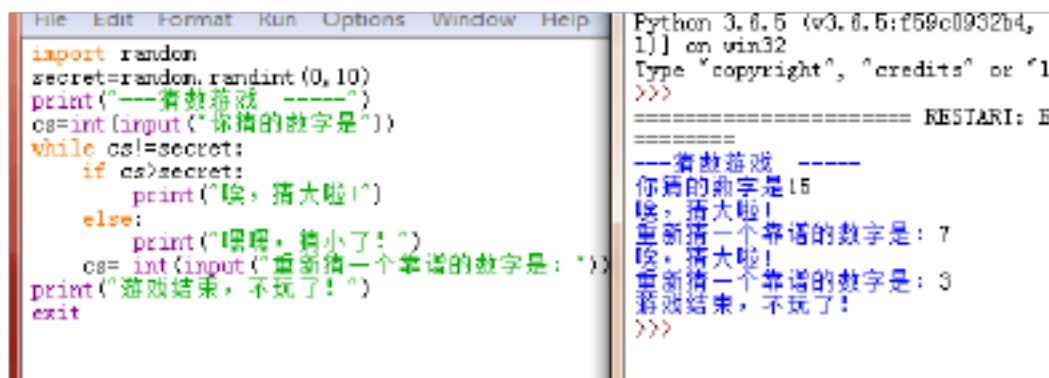 File Edit Format Run Options Window Help
import random
secret=random.randint(0,10)
print("---猜数游戏 -----")
cs=int(input("你猜的数字是"))
while cs!=secret:
if cs>secret:
print("唉，猜大啦!")
else:
print("嘿嘿，猜小了!")
cs= int(input("重新猜一个靠谱的数字是："))
print("游戏结束，不玩了!")
exit
Python 3.6.5 (v3.6.5:f59c0932b4,
1)] on win32
Type "copyright", "credits" or "l
>>>
====================== RESTART: E
========
---猜数游戏 -----
你猜的数字是15
唉，猜大啦!
重新猜一个靠谱的数字是：7
唉，猜大啦!
重新猜一个靠谱的数字是：3
游戏结束，不玩了!
>>>